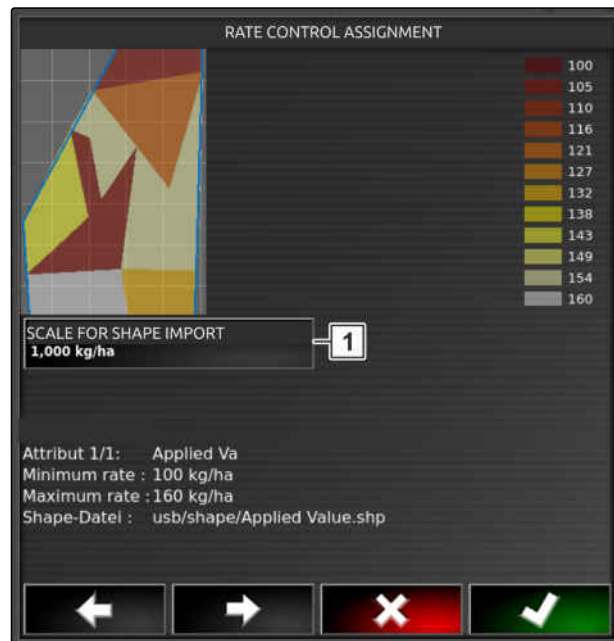 RATE CONTROL ASSIGNMENT
100
105
110
116
121
127
132
138
143
149
154
160
SCALE FOR SHAPE IMPORT
1,000 kg/ha
1
Attribut 1/1: Applied Va
Minimum rate : 100 kg/ha
Maximum rate : 160 kg/ha
Shape-Datei : usb/shape/Applied Value.shp